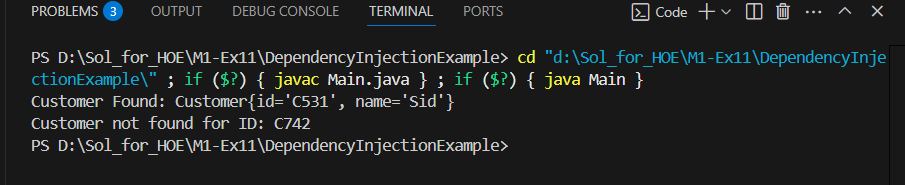 PROBLEMS 3 OUTPUT DEBUG CONSOLE TERMINAL PORTS Code
PS D:\Sol_for_HOE\M1-Ex11\DependencyInjectionExample> cd "d:\Sol_for_HOE\M1-Ex11\DependencyInje
ctionExample\" ; if ($?) { javac Main.java } ; if ($?) { java Main }
Customer Found: Customer{id='C531', name='Sid'}
Customer not found for ID: C742
PS D:\Sol_for_HOE\M1-Ex11\DependencyInjectionExample>